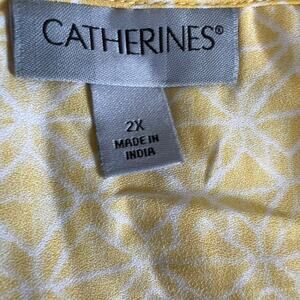 CATHERINES®
2X
MADE IN
INDIA